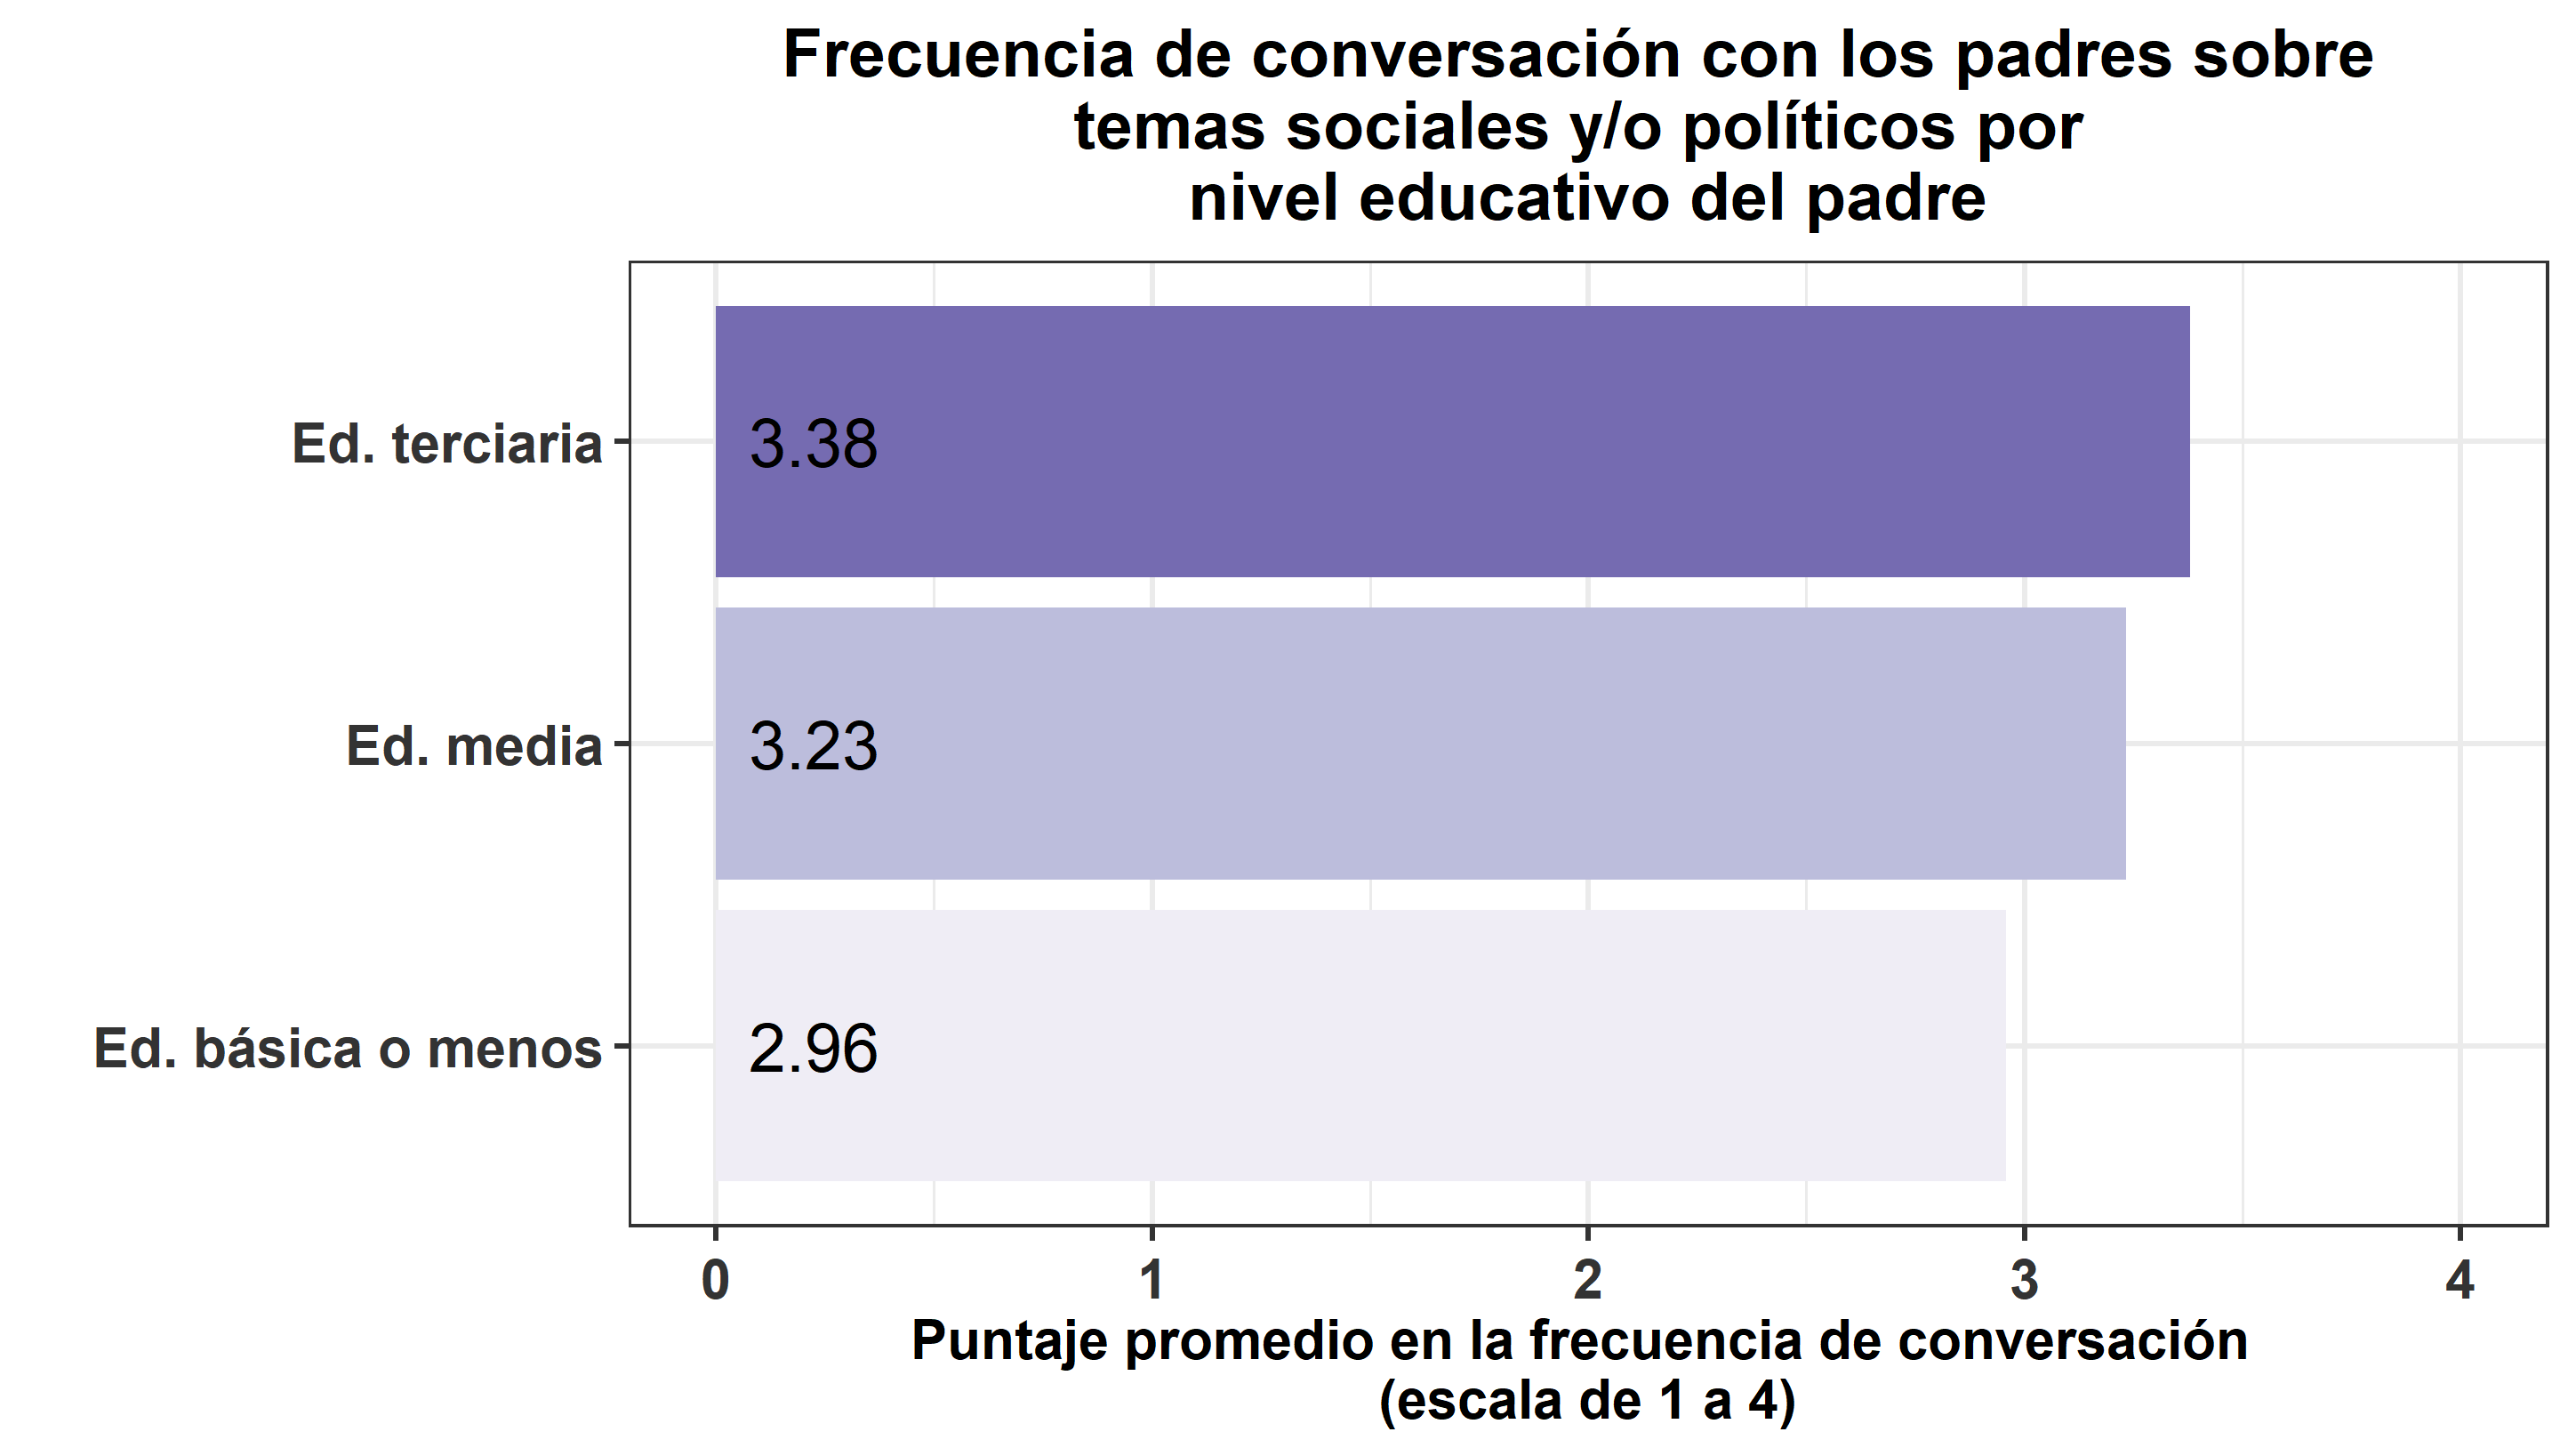 Frecuencia de conversación con los padres sobre
temas sociales y/o políticos por
nivel educativo del padre
Ed. terciaria
3.38
Ed. media
3.23
Ed. básica o menos
2.96
0 1 2 3 4
Puntaje promedio en la frecuencia de conversación
(escala de 1 a 4)